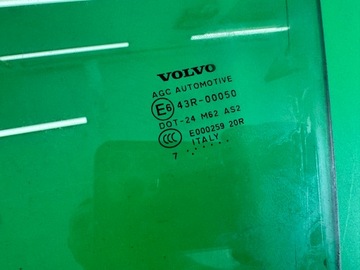 VOLVO
AGC AUTOMOTIVE
E6 43R-00050
DOT-24 M62 AS2
CCC E000259 20R
ITALY
7 . . . . . .